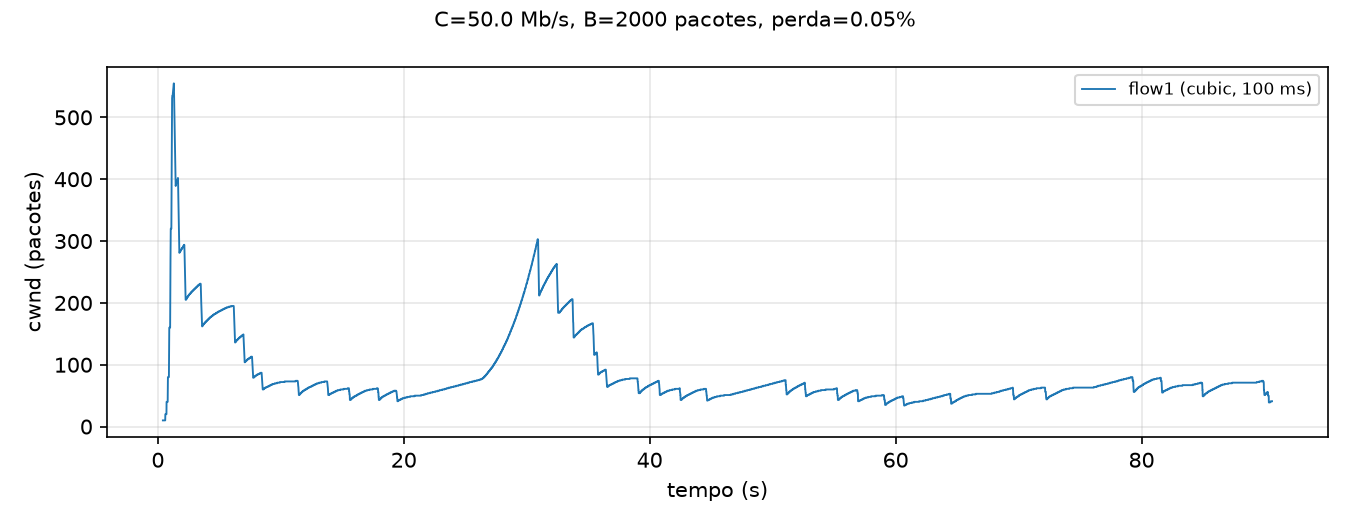 C=50.0 Mb/s, B=2000 pacotes, perda=0.05%
flow1 (cubic, 100 ms)
cwnd (pacotes)
500
400
300
200
100
0
0 20 40 60 80
tempo (s)